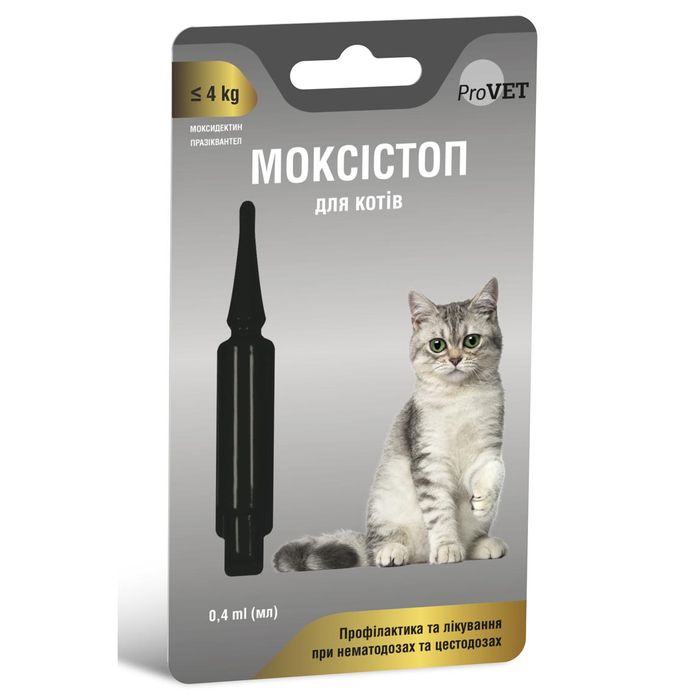 ≤ 4 kg
ProVET
МОКСИДЕКТИН
ПРАЗІКВАНТЕЛ
МОКСІСТОП
для котів
0,4 ml (мл)
Профілактика та лікування
при нематодозах та цестодозах